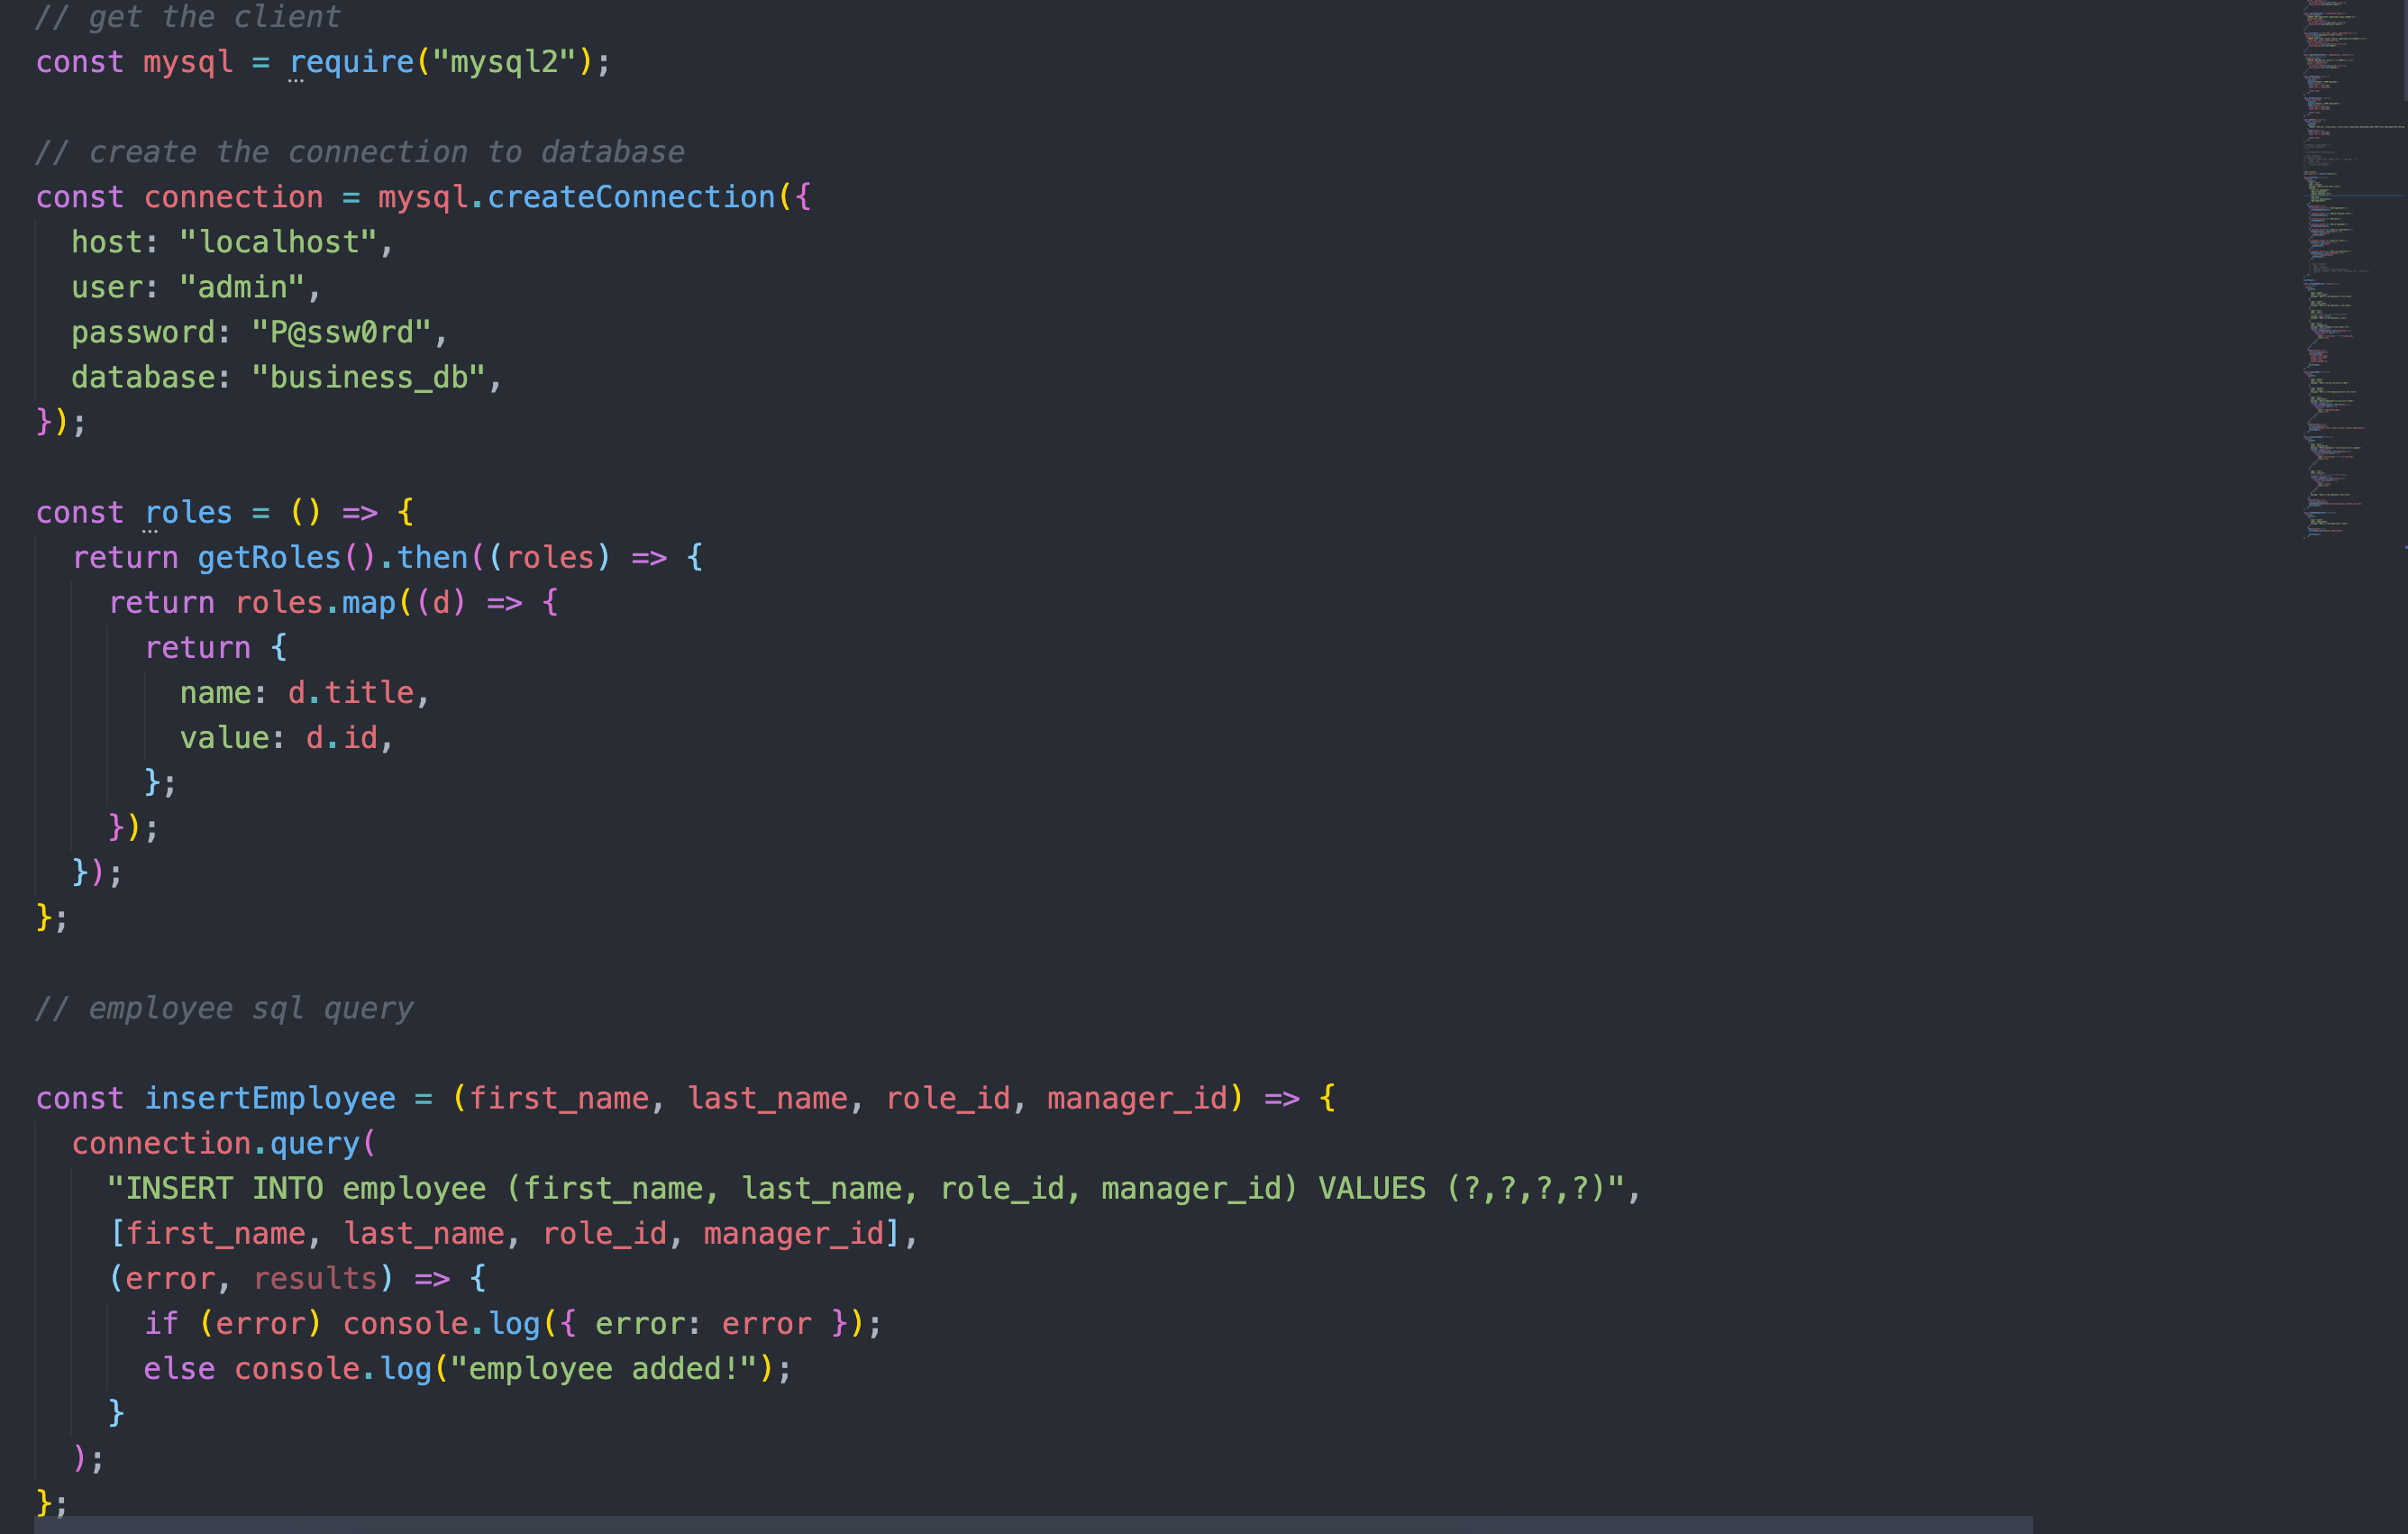 // get the client
const mysql = require("mysql2");
// create the connection to database
const connection = mysql.createConnection({
  host: "localhost",
  user: "admin",
  password: "P@ssw0rd",
  database: "business_db",
});
const roles = () => {
  return getRoles().then((roles) => {
    return roles.map((d) => {
      return {
        name: d.title,
        value: d.id,
      };
    });
  });
};
// employee sql query
const insertEmployee = (first_name, last_name, role_id, manager_id) => {
  connection.query(
    "INSERT INTO employee (first_name, last_name, role_id, manager_id) VALUES (?,?,?,?)",
    [first_name, last_name, role_id, manager_id],
    (error, results) => {
      if (error) console.log({ error: error });
      else console.log("employee added!");
    }
  );
};